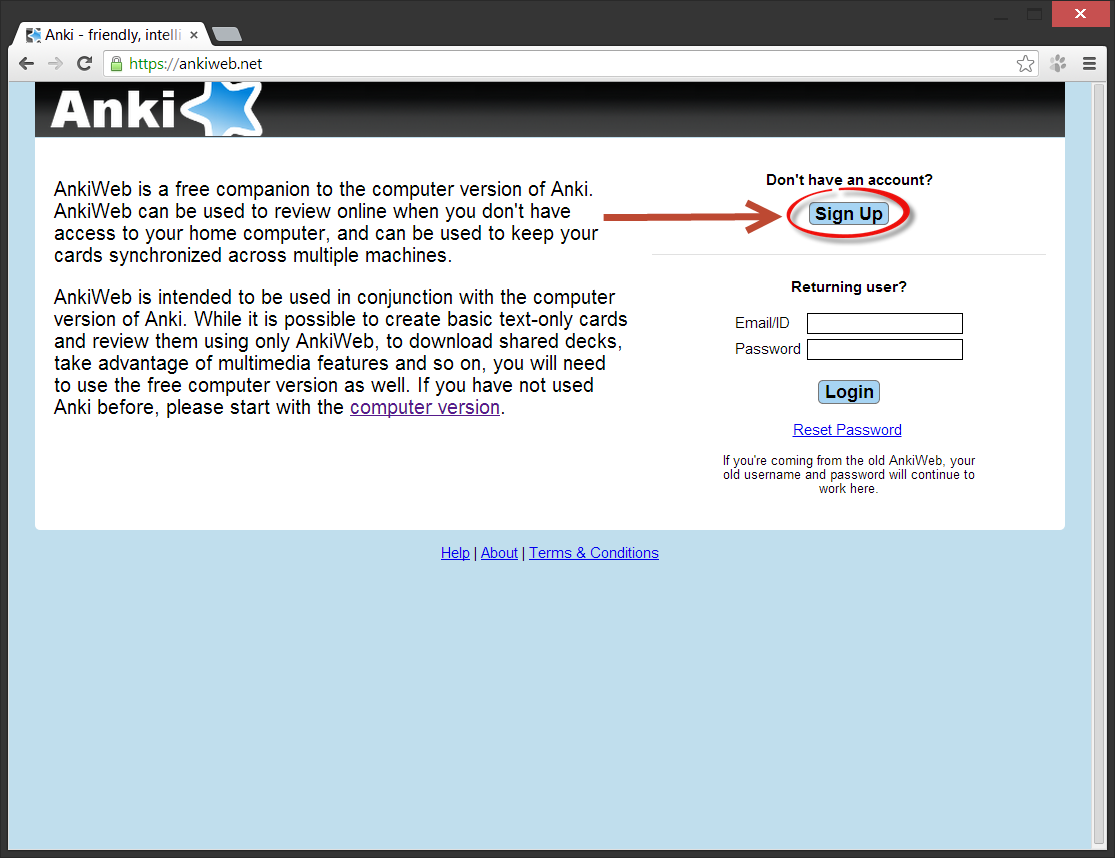 Anki - friendly, intelli
https://ankiweb.net
Anki
AnkiWeb is a free companion to the computer version of Anki.
AnkiWeb can be used to review online when you don't have
access to your home computer, and can be used to keep your
cards synchronized across multiple machines.
AnkiWeb is intended to be used in conjunction with the computer
version of Anki. While it is possible to create basic text-only cards
and review them using only AnkiWeb, to download shared decks,
take advantage of multimedia features and so on, you will need
to use the free computer version as well. If you have not used
Anki before, please start with the computer version.
Don't have an account?
Sign Up
Returning user?
Email/ID
Password
Login
Reset Password
If you're coming from the old AnkiWeb, your
old username and password will continue to
work here.
Help | About | Terms & Conditions